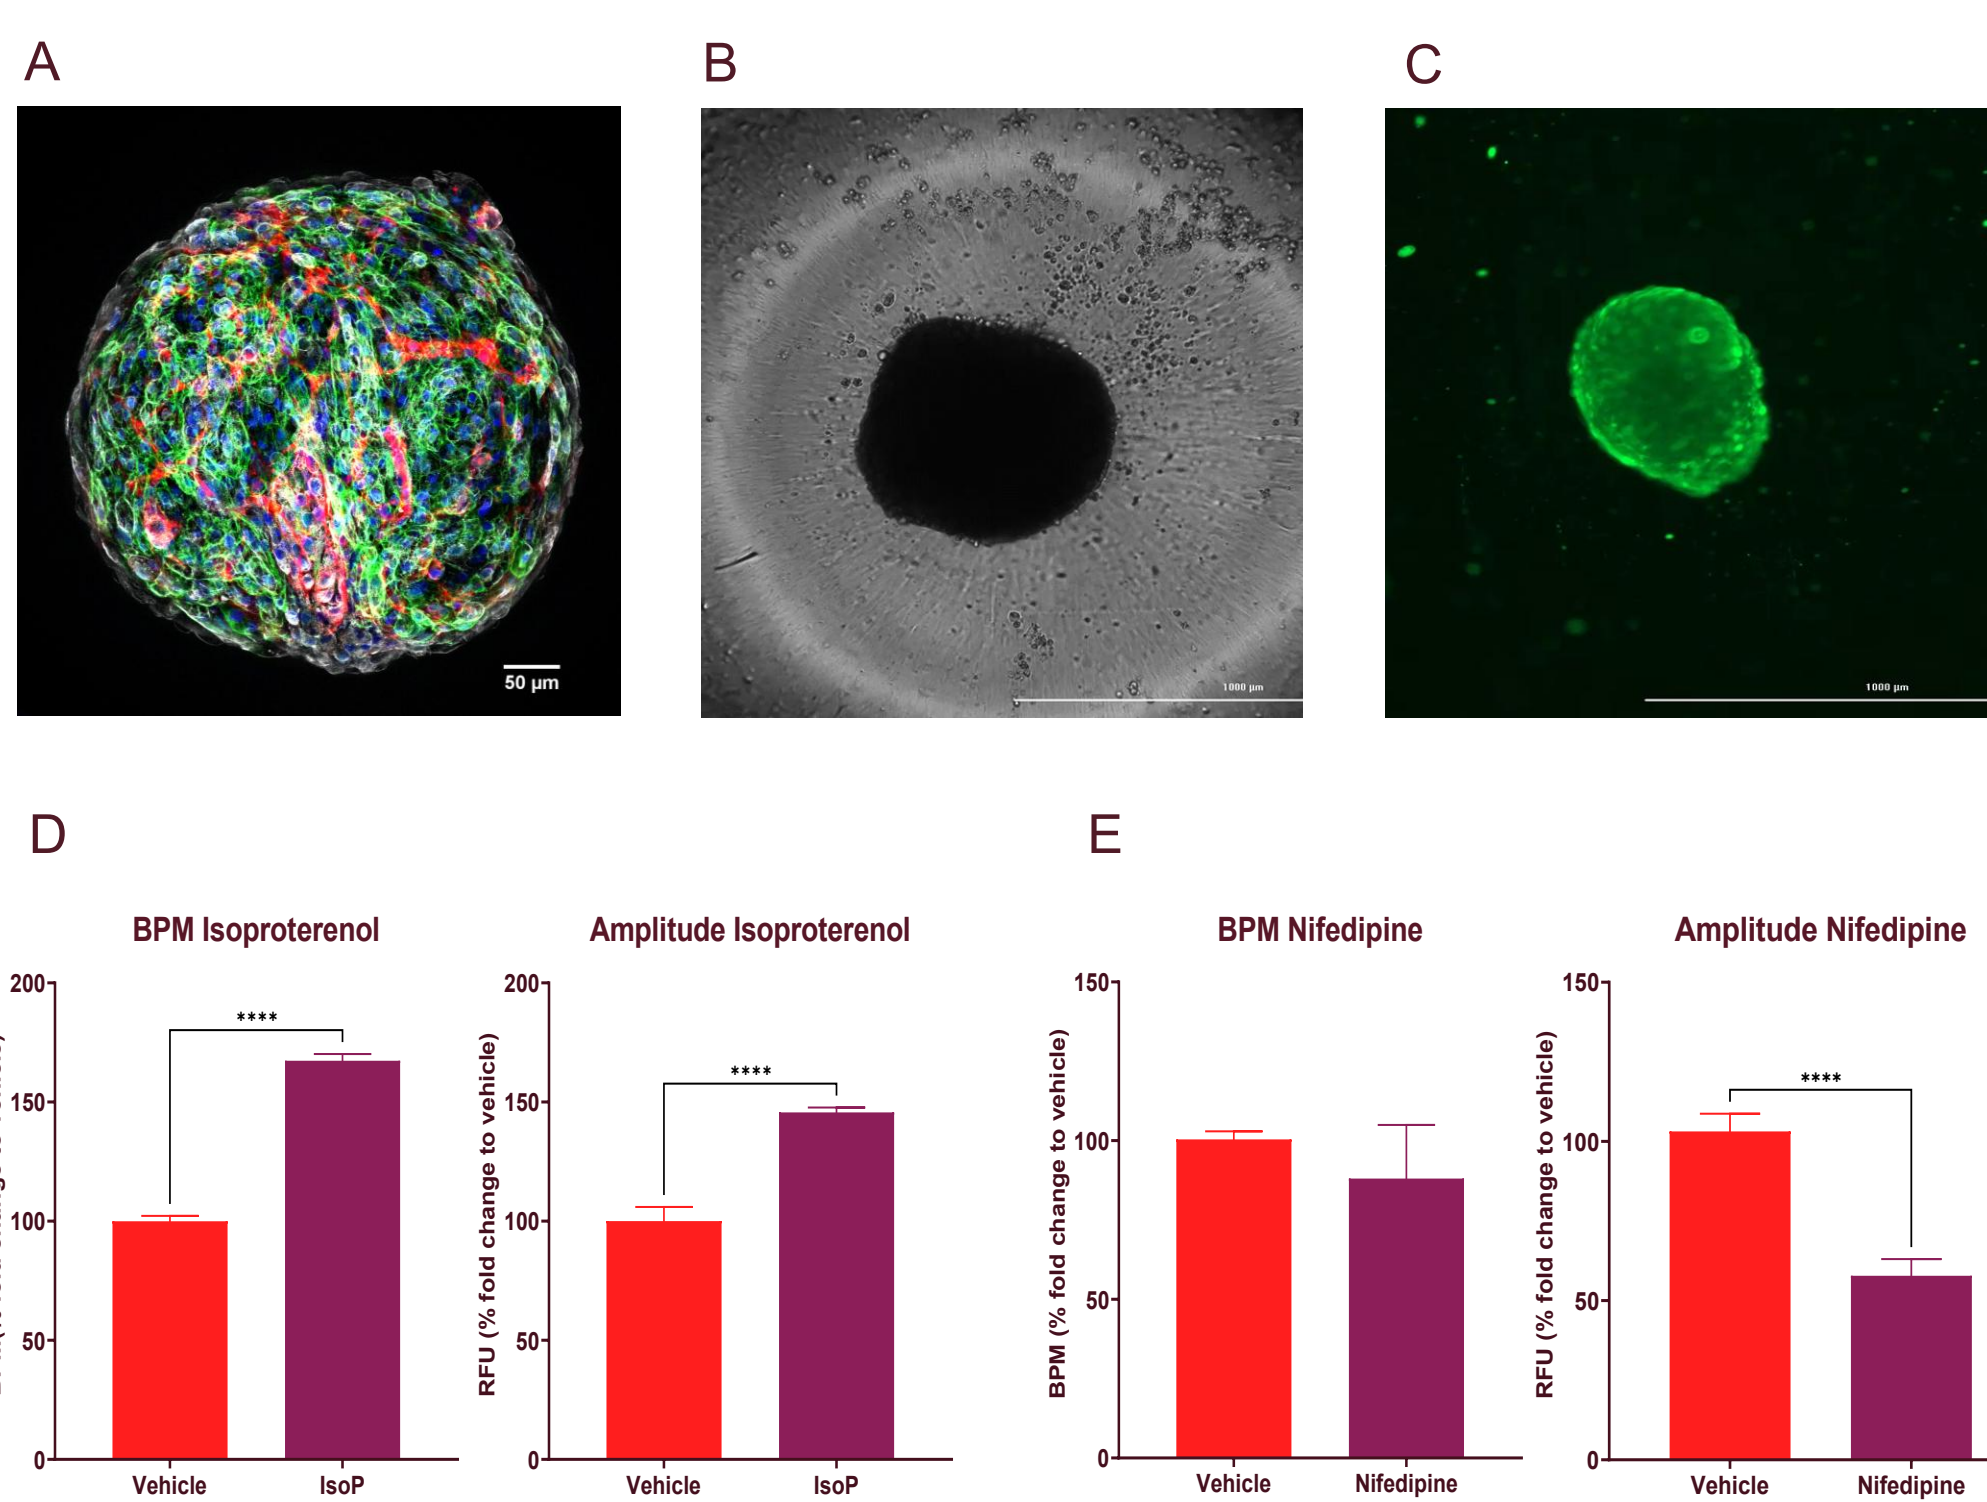 A
B
C
50 µm
1000 µm
1000 µm
D
E
BPM Isoproterenol
Amplitude Isoproterenol
BPM Nifedipine
Amplitude Nifedipine
200
150
100
50
0
****
Vehicle
IsoP
RFU (% fold change to vehicle)
200
150
100
50
0
****
Vehicle
IsoP
BPM (% fold change to vehicle)
150
100
50
0
Vehicle
Nifedipine
RFU (% fold change to vehicle)
150
100
50
0
****
Vehicle
Nifedipine